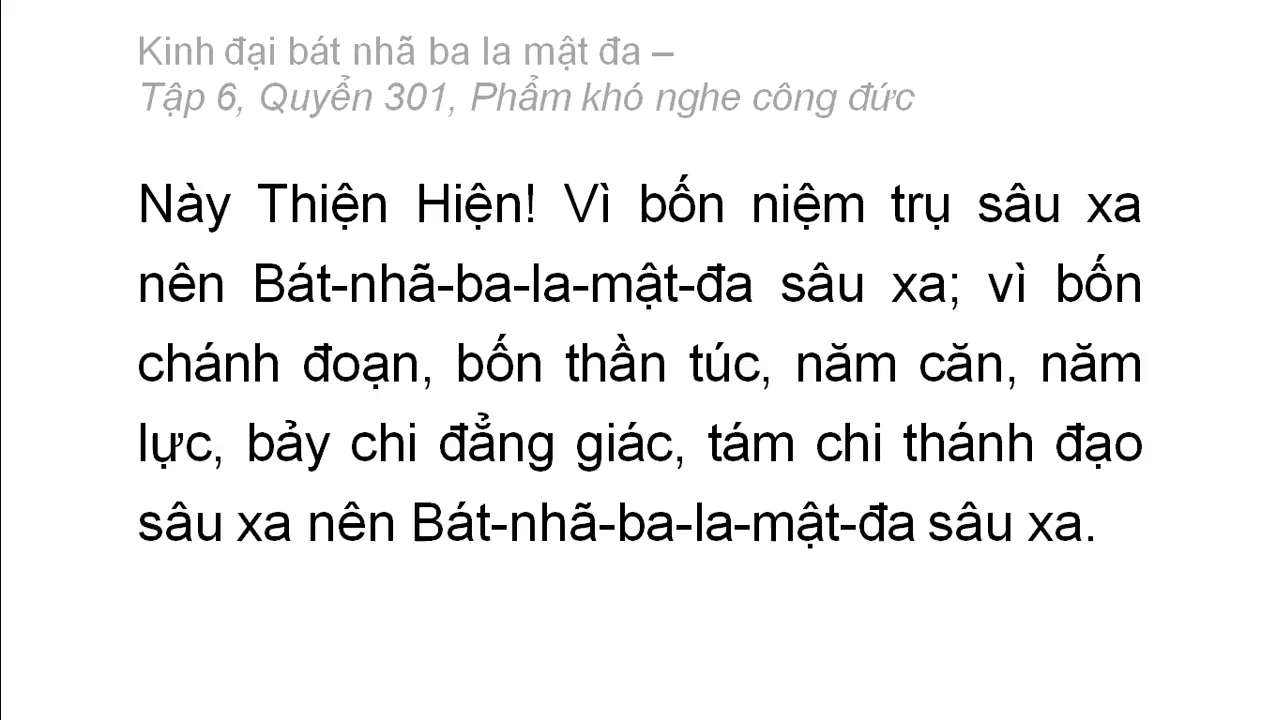 Kinh đại bát nhã ba la mật đa –
Tập 6, Quyển 301, Phẩm khó nghe công đức
Này Thiện Hiện! Vì bốn niệm trụ sâu xa
nên Bát-nhã-ba-la-mật-đa sâu xa; vì bốn
chánh đoạn, bốn thần túc, năm căn, năm
lực, bảy chi đẳng giác, tám chi thánh đạo
sâu xa nên Bát-nhã-ba-la-mật-đa sâu xa.